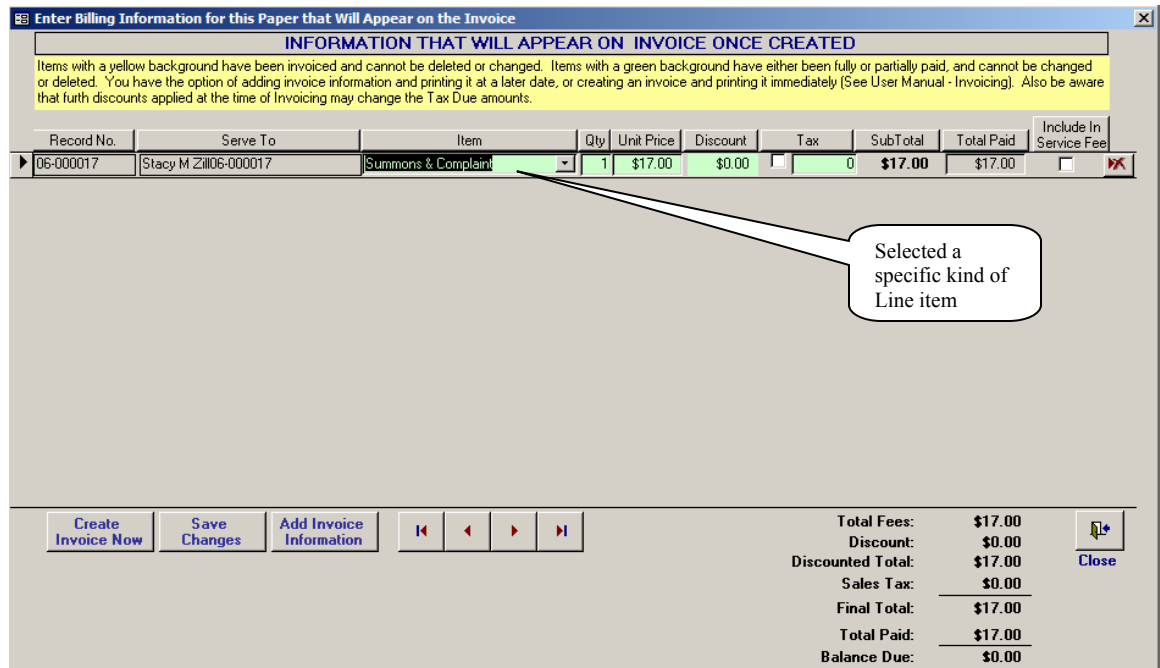 Enter Billing Information for this Paper that Will Appear on the Invoice
INFORMATION THAT WILL APPEAR ON INVOICE ONCE CREATED
Items with a yellow background have been invoiced and cannot be deleted or changed. Items with a green background have either been fully or partially paid, and cannot be changed
or deleted. You have the option of adding invoice information and printing it at a later date, or creating an invoice and printing it immediately (See User Manual - Invoicing). Also be aware
that furth discounts applied at the time of Invoicing may change the Tax Due amounts.
Record No. Serve To Item Qty Unit Price Discount Tax SubTotal Total Paid Include In Service Fee
06-000017 Stacy M Zill06-000017 Summons & Complaint 1 $17.00 $0.00 0 $17.00 $17.00
Selected a
specific kind of
Line item
Create
Invoice Now
Save
Changes
Add Invoice
Information
Total Fees: $17.00
Discount: $0.00
Discounted Total: $17.00
Sales Tax: $0.00
Final Total: $17.00
Total Paid: $17.00
Balance Due: $0.00
Close